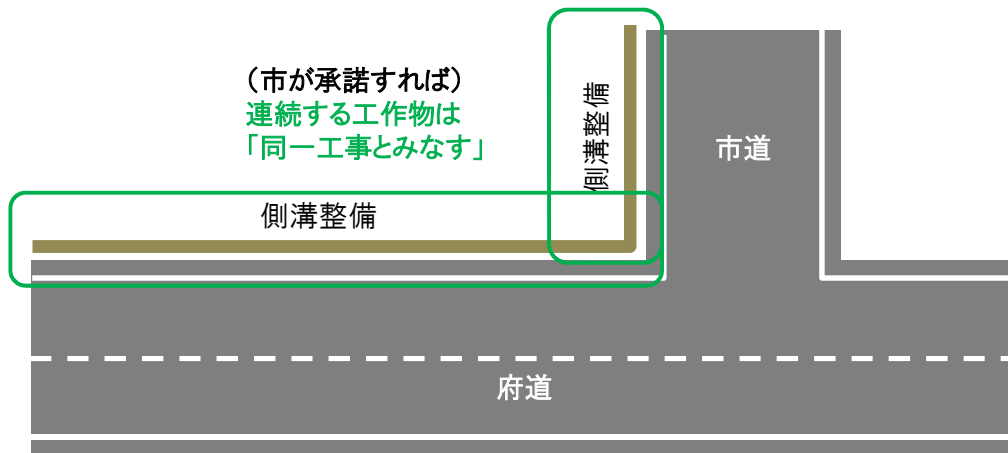 （市が承諾すれば）
連続する工作物は
「同一工事とみなす」
側溝整備
市道
側溝整備
府道